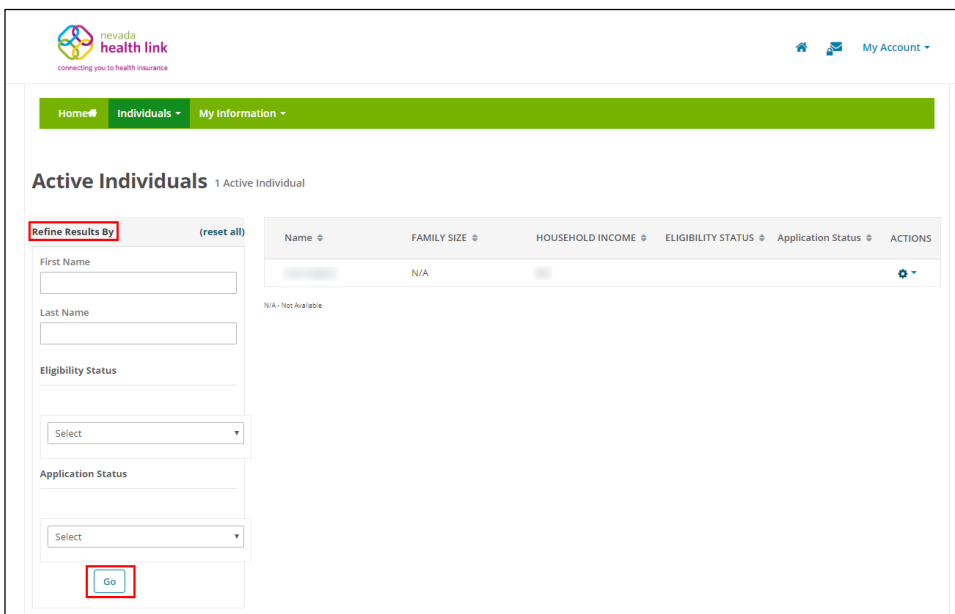 nevada
health link
connecting you to health insurance
My Account
Home
Individuals
My Information
Active Individuals 1 Active Individual
Refine Results By (reset all)
First Name
Last Name
Eligibility Status
Select
Application Status
Select
Go
Name FAMILY SIZE HOUSEHOLD INCOME ELIGIBILITY STATUS Application Status ACTIONS
N/A
N/A - Not Available